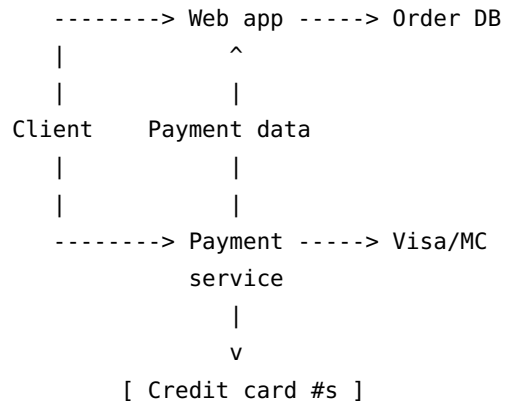 Web app Order DB
Client Payment data
Payment Visa/MC
service
[ Credit card #s ]